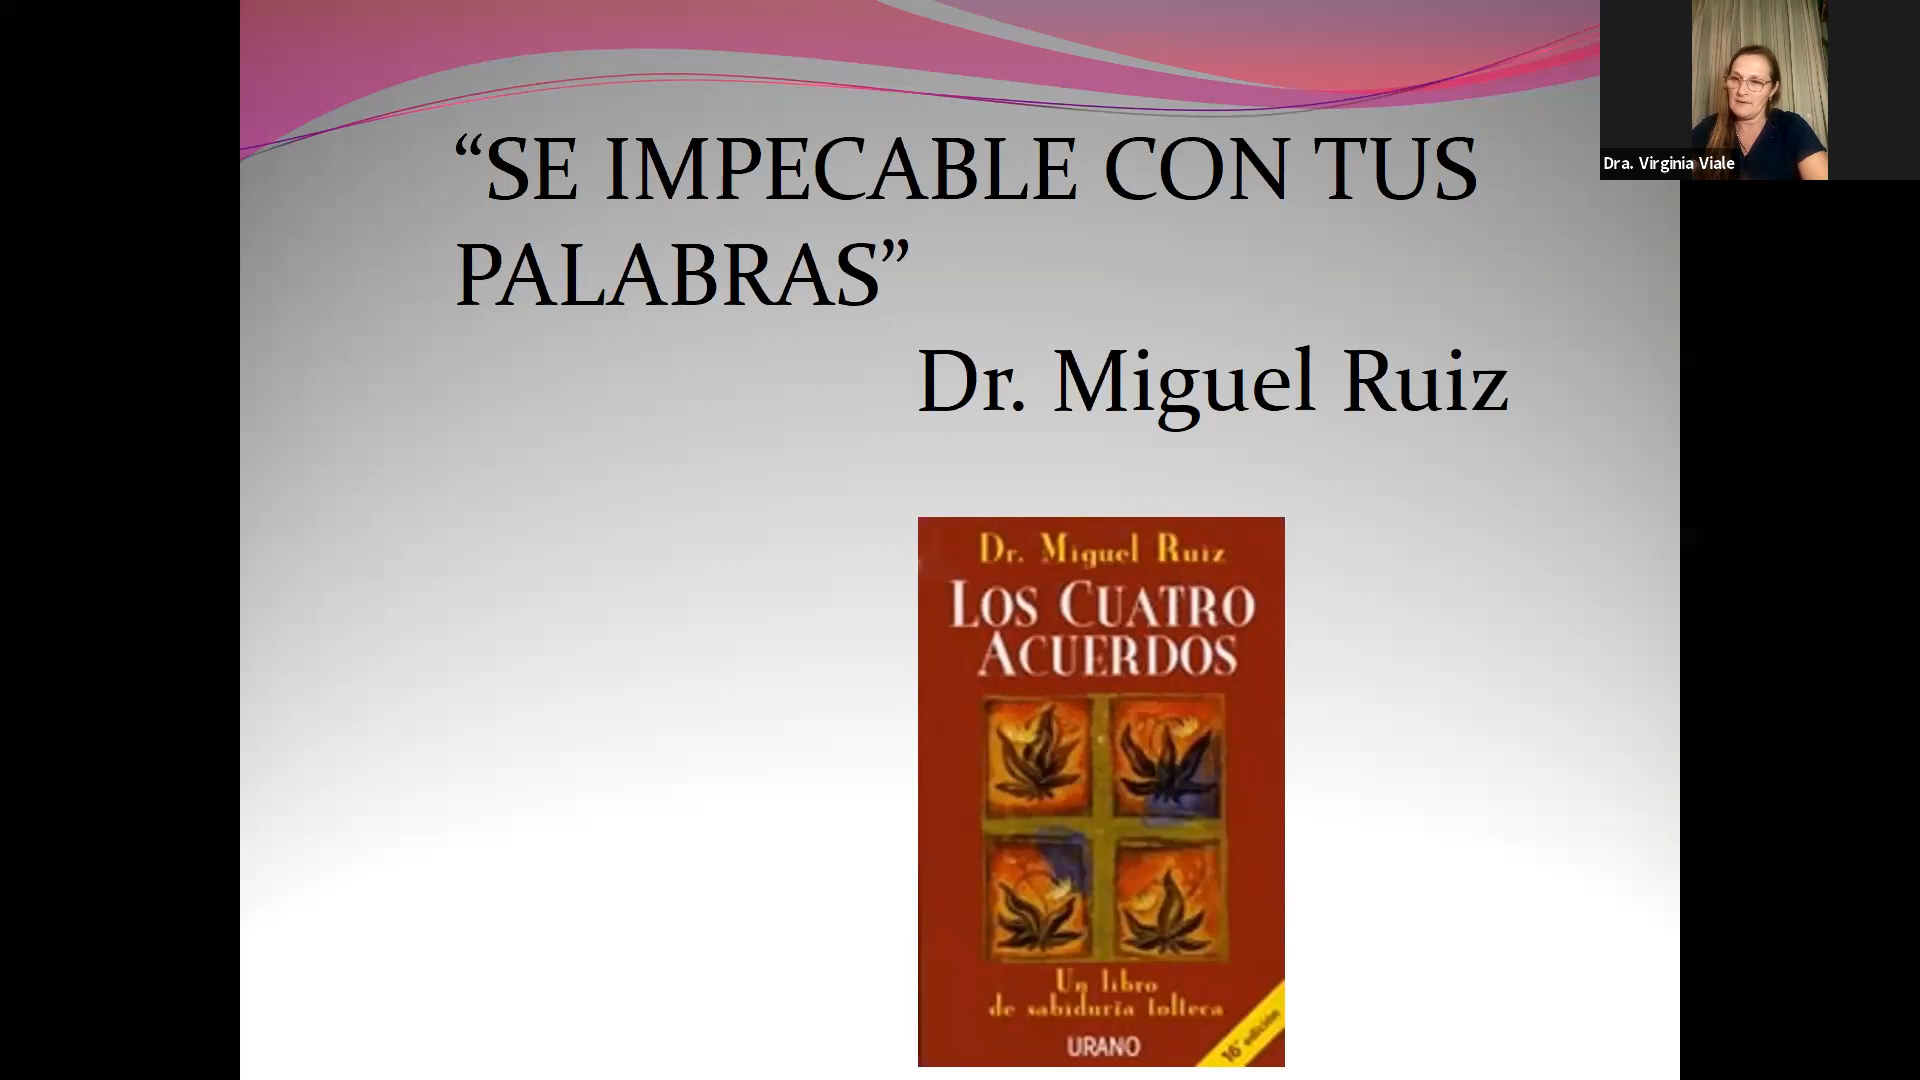 “SE IMPECABLE CON TUS
PALABRAS”
Dr. Miguel Ruiz
Dra. Virginia Viale
Dr. Miguel Ruiz
LOS CUATRO
ACUERDOS
Un libro
de sabiduría tolteca
URANO
16ª edición